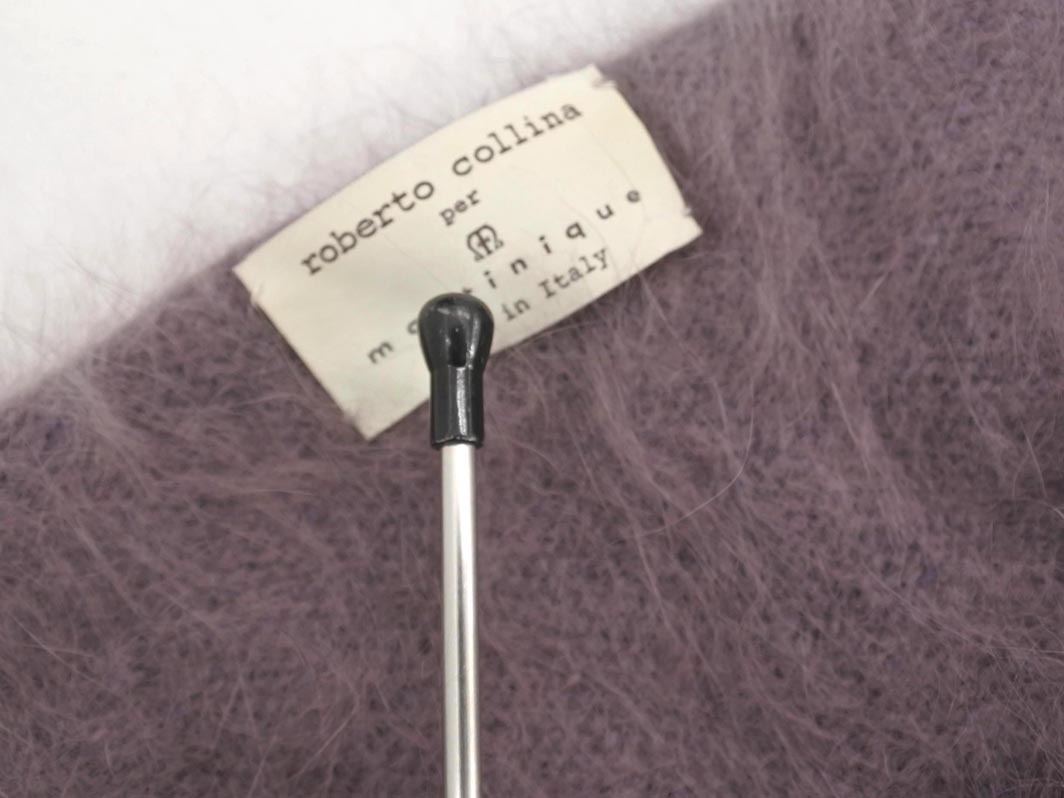 roberto collina
per
in Italy